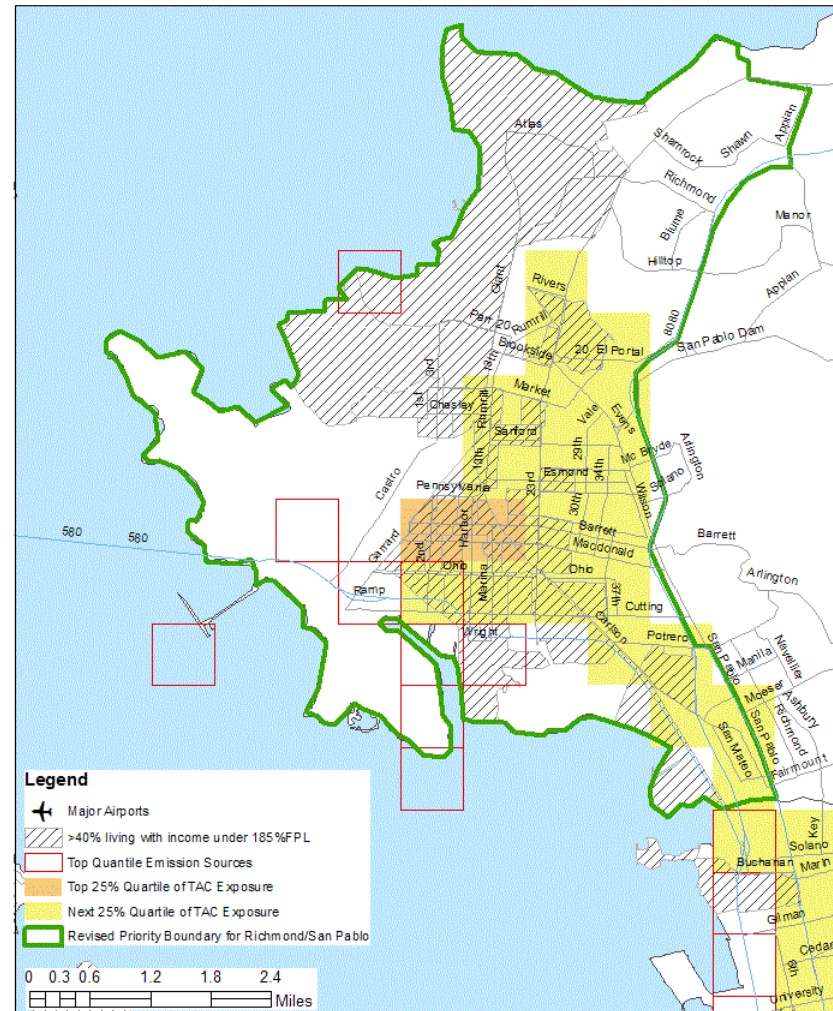 Atlas
Shamrock
Shawn
Appian
Richmond
Blume
Manor
Hilltop
Appian
Giant
Rivers
8080
Parr 20 Rumrill
Brookside
20 El Portal
San Pablo Dam
3rd
13th
Market
1st
Chesley
Rumrill
Sanford
Vale
Evans
29th
34th
Mc Bryde
Arlington
Solano
13th
23rd
Esmond
30th
Wilson
Castro
Pennsylvania
Harbor
Barrett
Barrett
Macdonald
580
580
Garrard
2nd
Ohio
Marina
Ohio
Arlington
Ramp
37th
Cutting
Wright
Carlson
Potrero
San Pablo
Manila
Navellier
Moeser
Ashbury
Richmond
San Pablo
San Mateo
Fairmount
Key
Solano
Buchanan
Marin
Gilman
6th
Cedar
University
Legend
Major Airports
>40% living with income under 185%FPL
Top Quantile Emission Sources
Top 25% Quartile of TAC Exposure
Next 25% Quartile of TAC Exposure
Revised Priority Boundary for Richmond/San Pablo
0 0.3 0.6 1.2 1.8 2.4
Miles